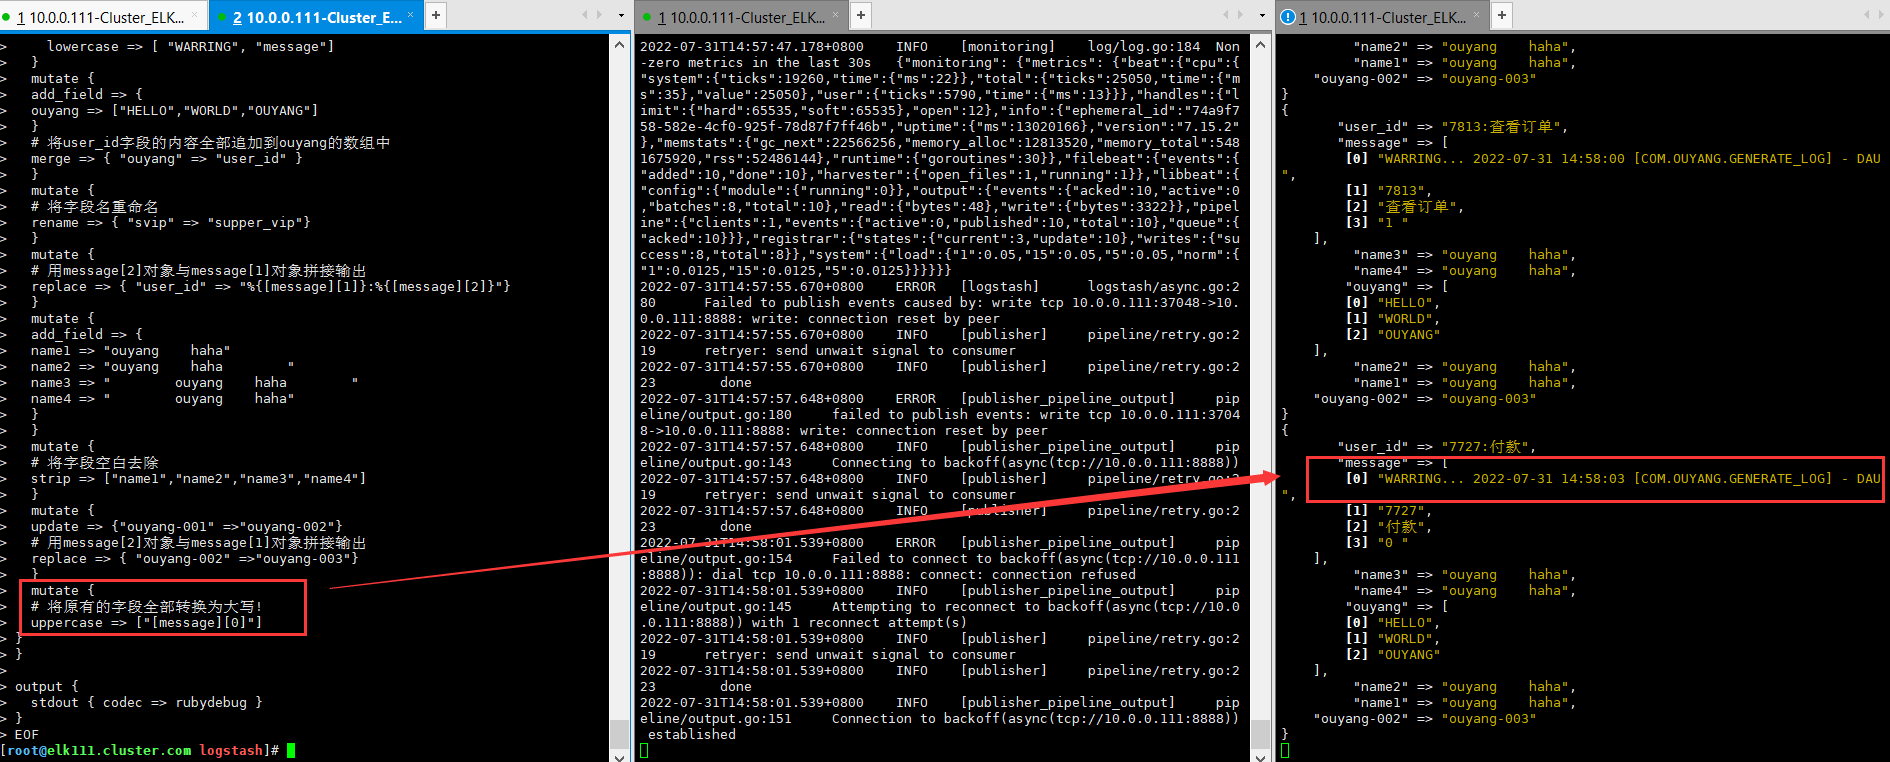 1 10.0.0.111-Cluster_ELK...
2 10.0.0.111-Cluster_E...
>     lowercase => [ "WARRING", "message"]
>   }
>   mutate {
>   add_field => {
>   ouyang => ["HELLO","WORLD","OUYANG"]
>   }
>   # 将user_id字段的内容全部追加到ouyang的数组中
>   merge => { "ouyang" => "user_id" }
>   }
>   mutate {
>   # 将字段名重命名
>   rename => { "svip" => "supper_vip"}
>   }
>   mutate {
>   # 用message[2]对象与message[1]对象拼接输出
>   replace => { "user_id" => "%{[message][1]}:%{[message][2]}"}
>   }
>   mutate {
>   add_field => {
>   name1 => "ouyang    haha"
>   name2 => "ouyang    haha        "
>   name3 => "        ouyang    haha        "
>   name4 => "        ouyang    haha"
>   }
>   }
>   mutate {
>   # 将字段空白去除
>   strip => ["name1","name2","name3","name4"]
>   }
>   mutate {
>   update => {"ouyang-001" =>"ouyang-002"}
>   # 用message[2]对象与message[1]对象拼接输出
>   replace => { "ouyang-002" =>"ouyang-003"}
>   }
>   mutate {
>   # 将原有的字段全部转换为大写!
>   uppercase => ["[message][0]"]
> }
> }
>
> output {
>   stdout { codec => rubydebug }
> }
> EOF
[root@elk111.cluster.com logstash]#
1 10.0.0.111-Cluster_ELK...
2022-07-31T14:57:47.178+0800    INFO    [monitoring]    log/log.go:184  Non
-zero metrics in the last 30s   {"monitoring": {"metrics": {"beat":{"cpu":{
"system":{"ticks":19260,"time":{"ms":22}},"total":{"ticks":25050,"time":{"m
s":35},"value":25050},"user":{"ticks":5790,"time":{"ms":13}}},"handles":{"l
imit":{"hard":65535,"soft":65535},"open":12},"info":{"ephemeral_id":"74a9f7
58-582e-4cf0-925f-78d87f7ff46b","uptime":{"ms":13020166},"version":"7.15.2"
},"memstats":{"gc_next":22566256,"memory_alloc":12813520,"memory_total":548
1675920,"rss":52486144},"runtime":{"goroutines":30}},"filebeat":{"events":{
"added":10,"done":10},"harvester":{"open_files":1,"running":1}},"libbeat":{
"config":{"module":{"running":0}},"output":{"events":{"acked":10,"active":0
,"batches":8,"total":10},"read":{"bytes":48},"write":{"bytes":3322}},"pipel
ine":{"clients":1,"events":{"active":0,"published":10,"total":10},"queue":{
"acked":10}}},"registrar":{"states":{"current":3,"update":10},"writes":{"su
ccess":8,"total":8}},"system":{"load":{"1":0.05,"15":0.05,"5":0.05,"norm":{
"1":0.0125,"15":0.0125,"5":0.0125}}}}}}
2022-07-31T14:57:55.670+0800    ERROR   [logstash]      logstash/async.go:2
80      Failed to publish events caused by: write tcp 10.0.0.111:37048->10.
0.0.111:8888: write: connection reset by peer
2022-07-31T14:57:55.670+0800    INFO    [publisher]     pipeline/retry.go:2
19      retryer: send unwait signal to consumer
2022-07-31T14:57:55.670+0800    INFO    [publisher]     pipeline/retry.go:2
23        done
2022-07-31T14:57:57.648+0800    ERROR   [publisher_pipeline_output]     pip
eline/output.go:180     failed to publish events: write tcp 10.0.0.111:3704
8->10.0.0.111:8888: write: connection reset by peer
2022-07-31T14:57:57.648+0800    INFO    [publisher_pipeline_output]     pip
eline/output.go:143     Connecting to backoff(async(tcp://10.0.0.111:8888))
2022-07-31T14:57:57.648+0800    INFO    [publisher]     pipeline/retry.go:2
19      retryer: send unwait signal to consumer
2022-07-31T14:57:57.648+0800    INFO    [publisher]     pipeline/retry.go:2
23        done
2022-07-31T14:58:01.539+0800    ERROR   [publisher_pipeline_output]     pip
eline/output.go:154     Failed to connect to backoff(async(tcp://10.0.0.111
:8888)): dial tcp 10.0.0.111:8888: connect: connection refused
2022-07-31T14:58:01.539+0800    INFO    [publisher_pipeline_output]     pip
eline/output.go:145     Attempting to reconnect to backoff(async(tcp://10.0
.0.111:8888)) with 1 reconnect attempt(s)
2022-07-31T14:58:01.539+0800    INFO    [publisher]     pipeline/retry.go:2
19      retryer: send unwait signal to consumer
2022-07-31T14:58:01.539+0800    INFO    [publisher]     pipeline/retry.go:2
23        done
2022-07-31T14:58:01.539+0800    INFO    [publisher_pipeline_output]     pip
eline/output.go:151     Connection to backoff(async(tcp://10.0.0.111:8888))
 established
1 10.0.0.111-Cluster_ELK...
"name2" => "ouyang    haha",
"name1" => "ouyang    haha",
"ouyang-002" => "ouyang-003"
}
{
"user_id" => "7813:查看订单",
"message" => [
[0] "WARRING... 2022-07-31 14:58:00 [COM.OUYANG.GENERATE_LOG] - DAU
",
[1] "7813",
[2] "查看订单",
[3] "1 "
],
"name3" => "ouyang    haha",
"name4" => "ouyang    haha",
"ouyang" => [
[0] "HELLO",
[1] "WORLD",
[2] "OUYANG"
],
"name2" => "ouyang    haha",
"name1" => "ouyang    haha",
"ouyang-002" => "ouyang-003"
}
{
"user_id" => "7727:付款",
"message" => [
[0] "WARRING... 2022-07-31 14:58:03 [COM.OUYANG.GENERATE_LOG] - DAU
",
[1] "7727",
[2] "付款",
[3] "0 "
],
"name3" => "ouyang    haha",
"name4" => "ouyang    haha",
"ouyang" => [
[0] "HELLO",
[1] "WORLD",
[2] "OUYANG"
],
"name2" => "ouyang    haha",
"name1" => "ouyang    haha",
"ouyang-002" => "ouyang-003"
}